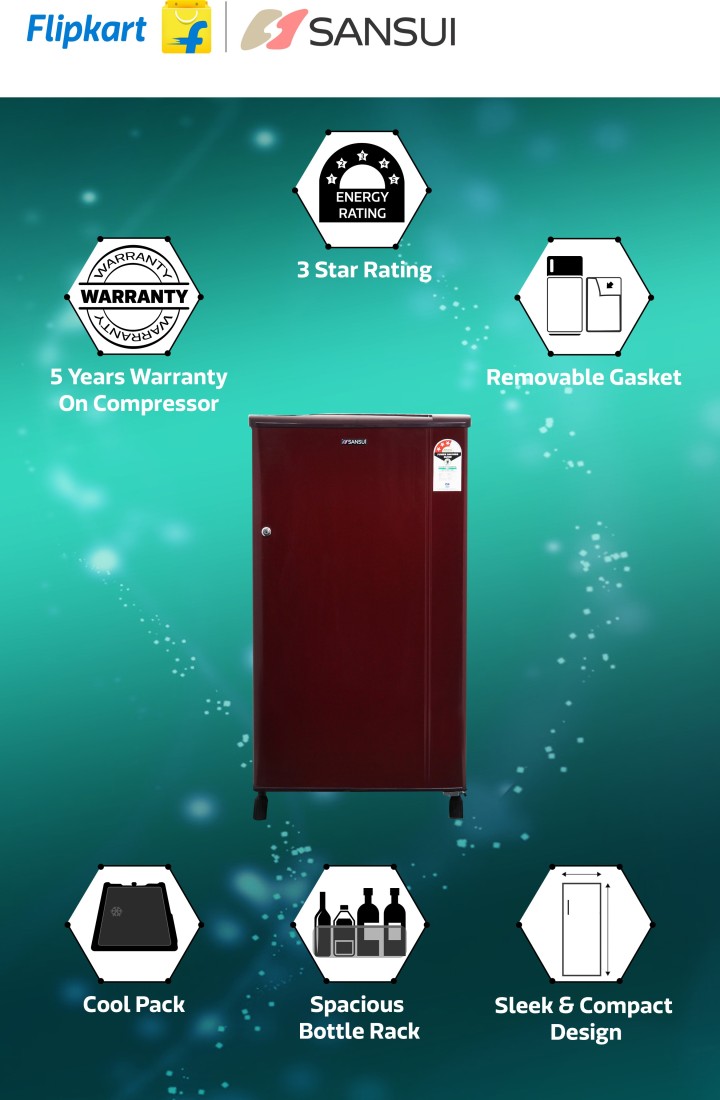 Flipkart
SANSUI
ENERGY
RATING
3 Star Rating
WARRANTY
WARRANTY
WARRANTY
5 Years Warranty
On Compressor
Removable Gasket
SANSUI
Cool Pack
Spacious
Bottle Rack
Sleek & Compact
Design